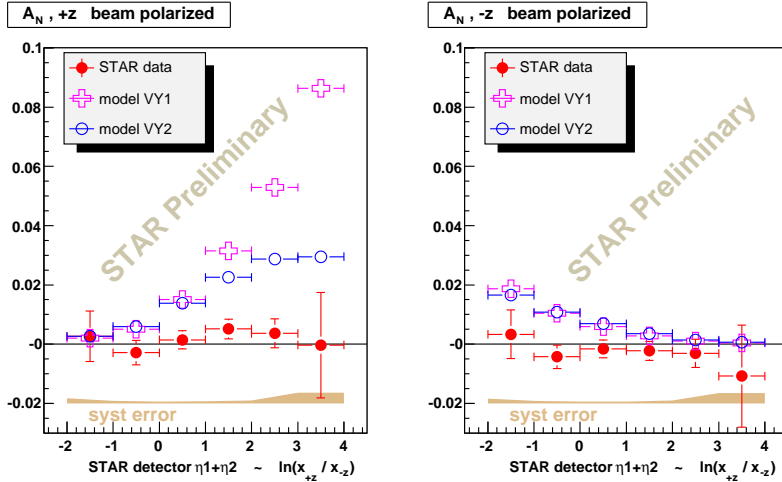 A_N , +z beam polarized
0.1
0.08
0.06
0.04
0.02
-0
-0.02
STAR data
model VY1
model VY2
STAR Preliminary
syst error
-2 -1 0 1 2 3 4
STAR detector η1+η2 ~ ln(x_+z / x_-z)
A_N , -z beam polarized
0.1
0.08
0.06
0.04
0.02
-0
-0.02
STAR data
model VY1
model VY2
STAR Preliminary
syst error
-2 -1 0 1 2 3 4
STAR detector η1+η2 ~ ln(x_+z / x_-z)